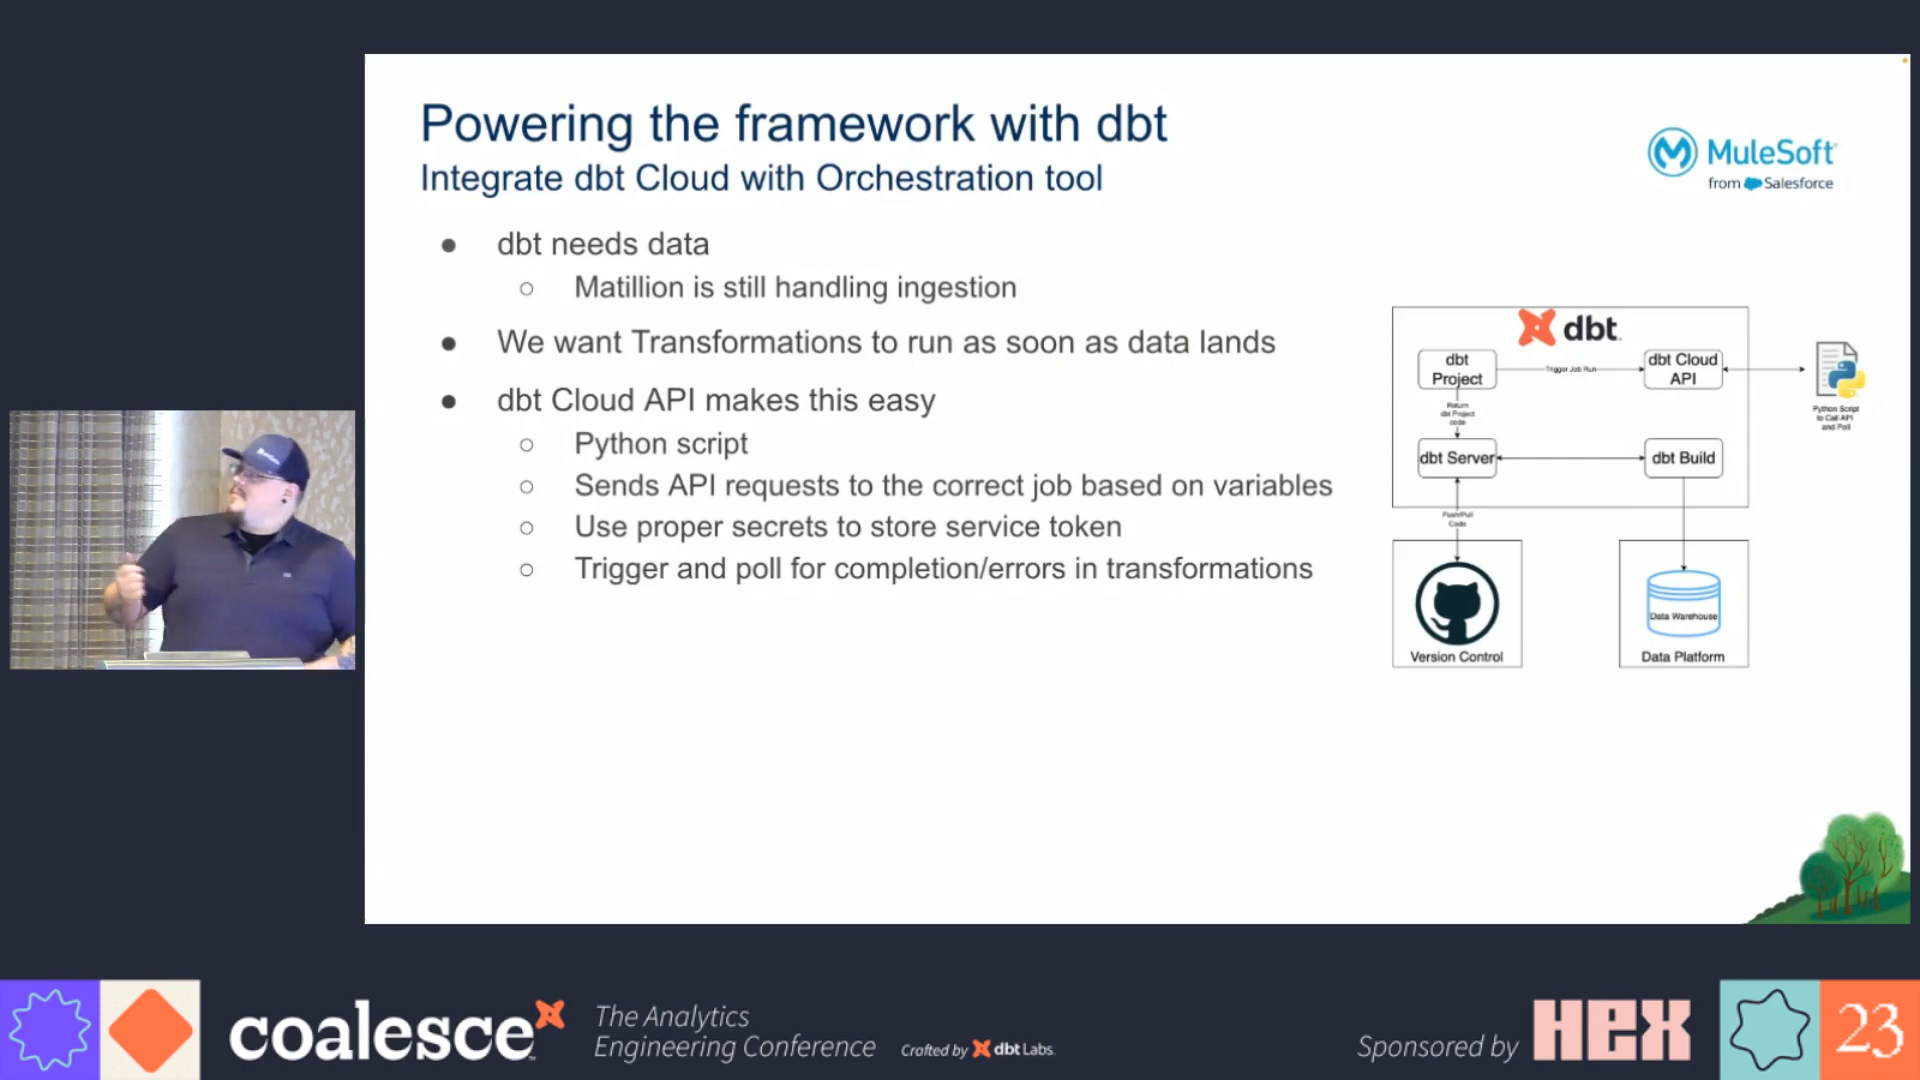 Powering the framework with dbt
Integrate dbt Cloud with Orchestration tool
MuleSoft
from Salesforce
● dbt needs data
○ Matillion is still handling ingestion
● We want Transformations to run as soon as data lands
● dbt Cloud API makes this easy
○ Python script
○ Sends API requests to the correct job based on variables
○ Use proper secrets to store service token
○ Trigger and poll for completion/errors in transformations
dbt
dbt
Project
Trigger Job Run
dbt Cloud
API
Python Script
to Call API
and Poll
Return
dbt Project
code
dbt Server
dbt Build
Push/Pull
Code
Version Control
Data Warehouse
Data Platform
coalesce
The Analytics
Engineering Conference
Crafted by dbt Labs
Sponsored by HEX
23